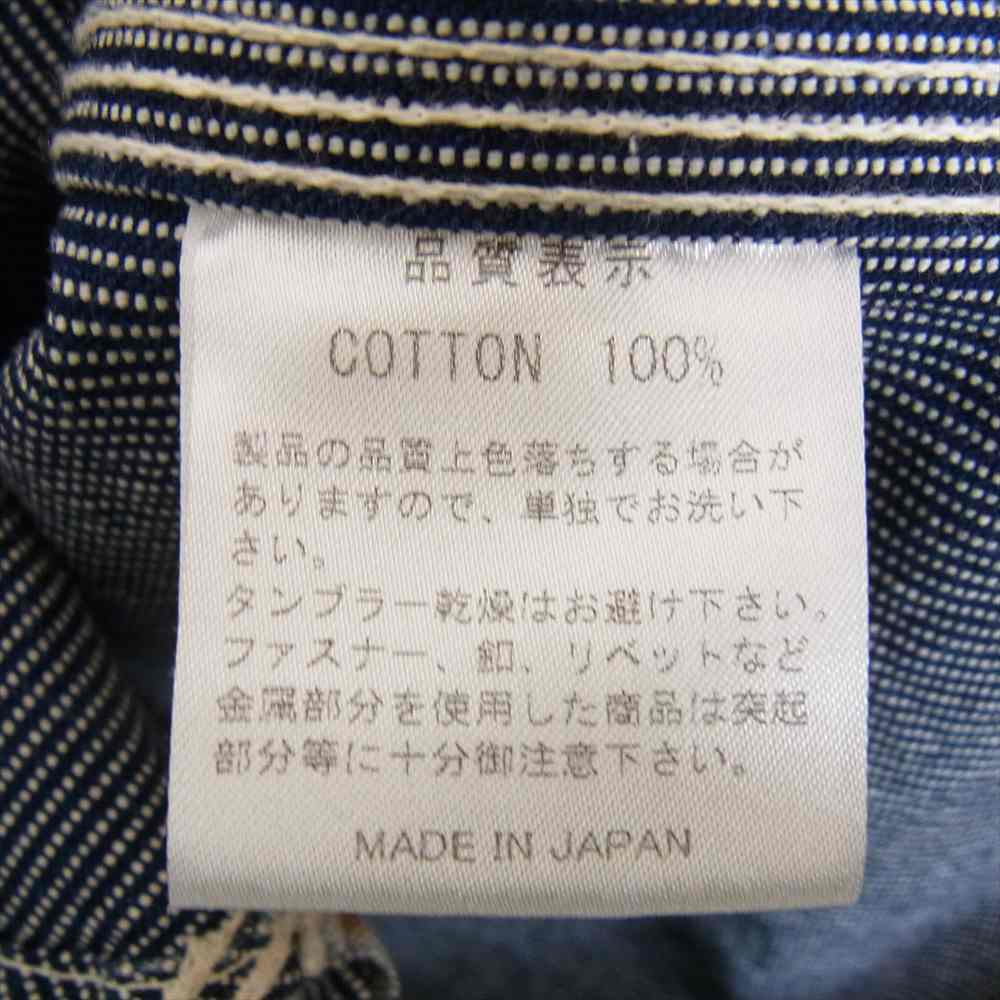 品質表示
COTTON 100%
製品の品質上色落ちする場合が
ありますので、単独でお洗い下
さい。
タンブラー乾燥はお避け下さい。
ファスナー、釦、リベットなど
金属部分を使用した商品は突起
部分等に十分御注意下さい。
MADE IN JAPAN